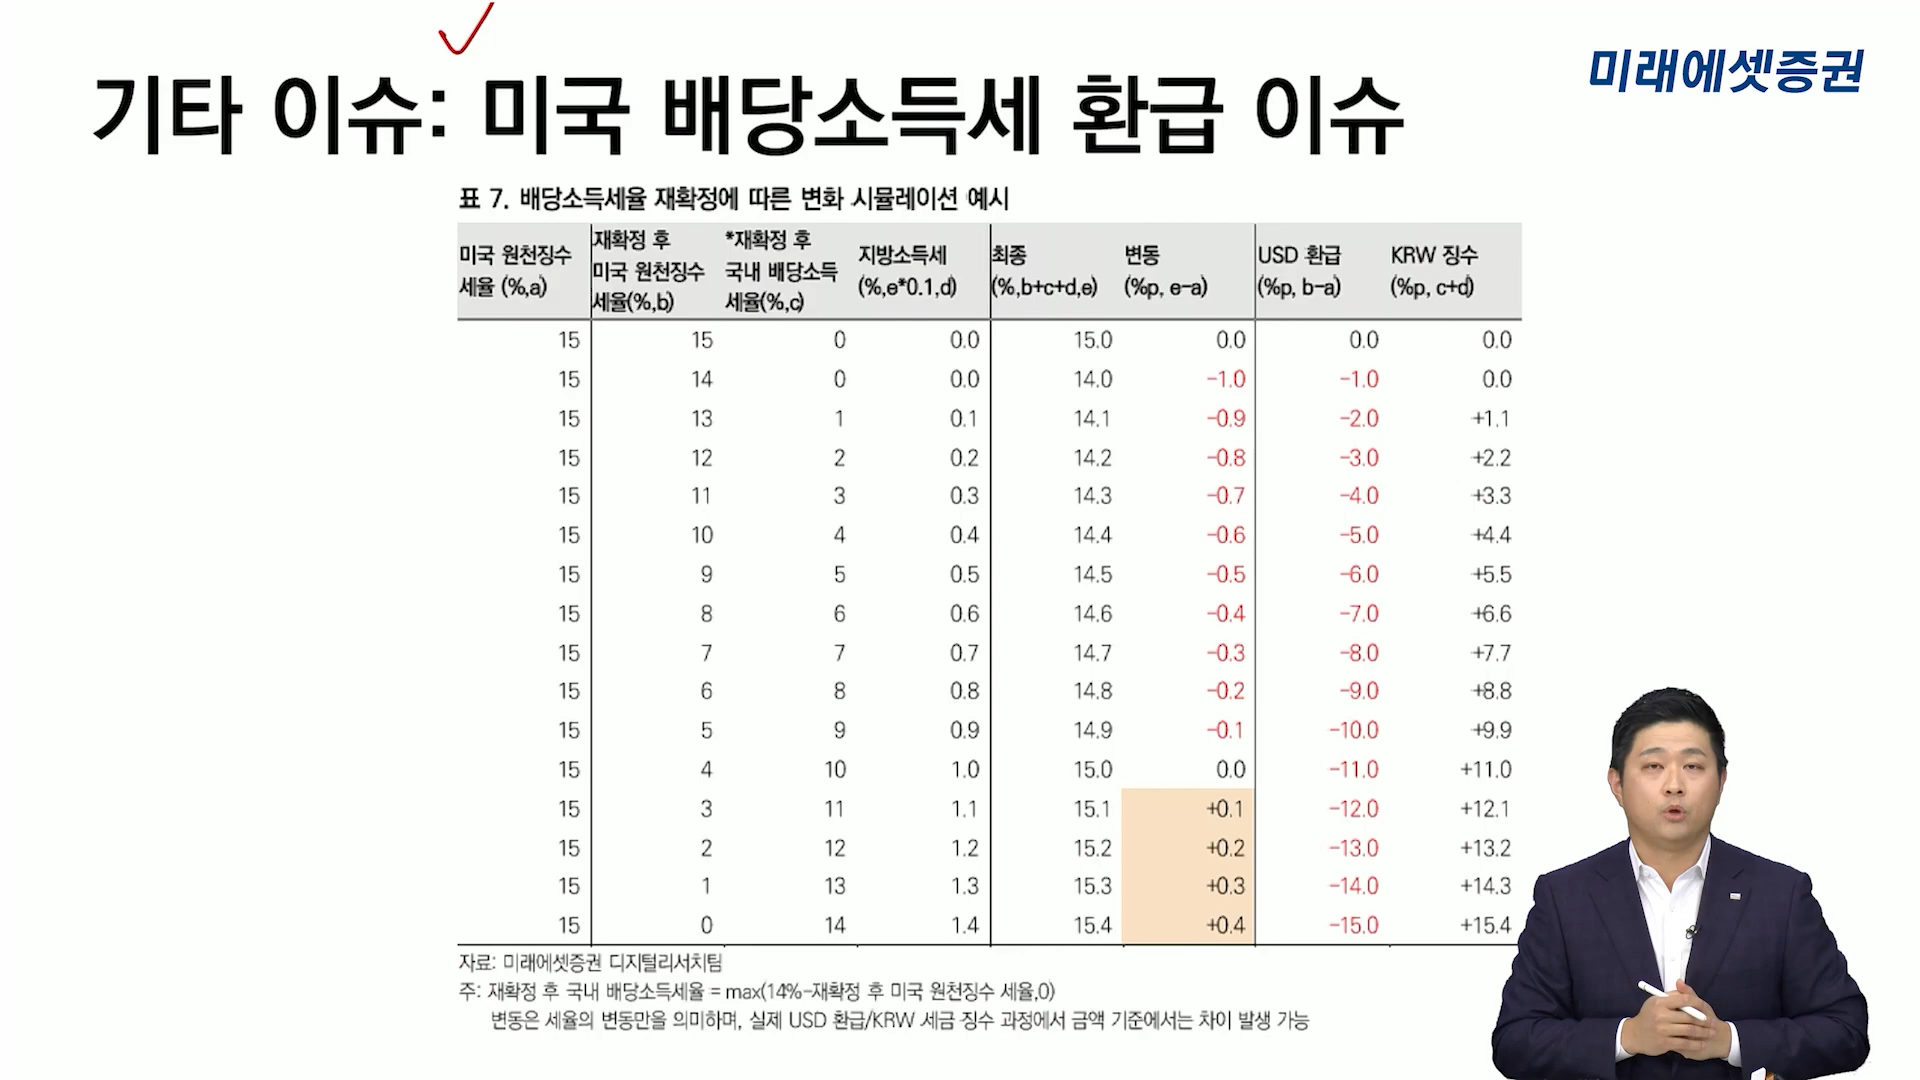 기타 이슈: 미국 배당소득세 환급 이슈
미래에셋증권
표 7. 배당소득세율 재확정에 따른 변화 시뮬레이션 예시
미국 원천징수 세율 (%,a) 재확정 후 미국 원천징수 세율(%,b) *재확정 후 국내 배당소득 세율(%,c) 지방소득세 (%,e*0.1,d) 최종 (%,b+c+d,e) 변동 (%p, e-a) USD 환급 (%p, b-a) KRW 징수 (%p, c+d)
15 15 0 0.0 15.0 0.0 0.0 0.0
15 14 0 0.0 14.0 -1.0 -1.0 0.0
15 13 1 0.1 14.1 -0.9 -2.0 +1.1
15 12 2 0.2 14.2 -0.8 -3.0 +2.2
15 11 3 0.3 14.3 -0.7 -4.0 +3.3
15 10 4 0.4 14.4 -0.6 -5.0 +4.4
15 9 5 0.5 14.5 -0.5 -6.0 +5.5
15 8 6 0.6 14.6 -0.4 -7.0 +6.6
15 7 7 0.7 14.7 -0.3 -8.0 +7.7
15 6 8 0.8 14.8 -0.2 -9.0 +8.8
15 5 9 0.9 14.9 -0.1 -10.0 +9.9
15 4 10 1.0 15.0 0.0 -11.0 +11.0
15 3 11 1.1 15.1 +0.1 -12.0 +12.1
15 2 12 1.2 15.2 +0.2 -13.0 +13.2
15 1 13 1.3 15.3 +0.3 -14.0 +14.3
15 0 14 1.4 15.4 +0.4 -15.0 +15.4
자료: 미래에셋증권 디지털리서치팀
주: 재확정 후 국내 배당소득세율 = max(14%-재확정 후 미국 원천징수 세율,0)
변동은 세율의 변동만을 의미하며, 실제 USD 환급/KRW 세금 징수 과정에서 금액 기준에서는 차이 발생 가능